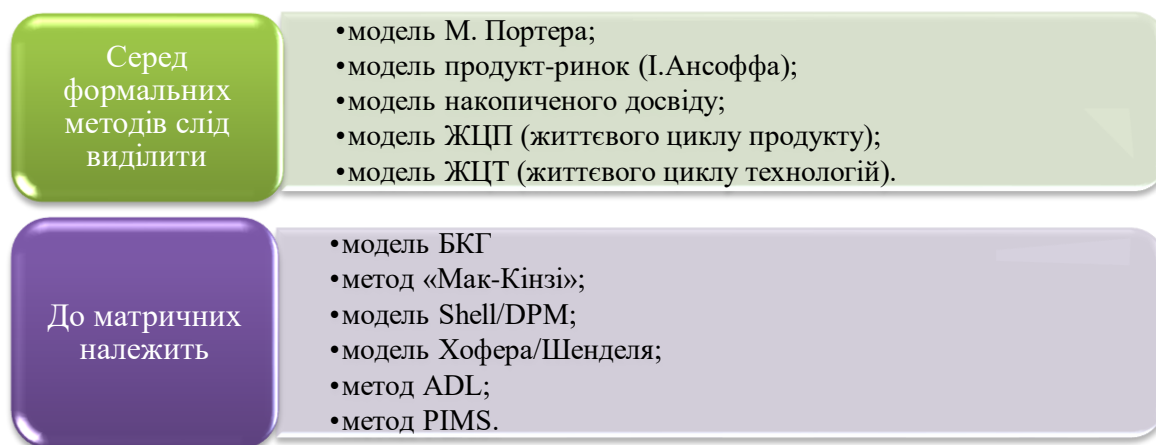 Серед
формальних
методів слід
виділити
•модель М. Портера;
•модель продукт-ринок (І.Ансоффа);
•модель накопиченого досвіду;
•модель ЖЦП (життєвого циклу продукту);
•модель ЖЦТ (життєвого циклу технологій).
До матричних
належить
•модель БКГ
•метод «Мак-Кінзі»;
•модель Shell/DPM;
•модель Хофера/Шенделя;
•метод ADL;
•метод PIMS.